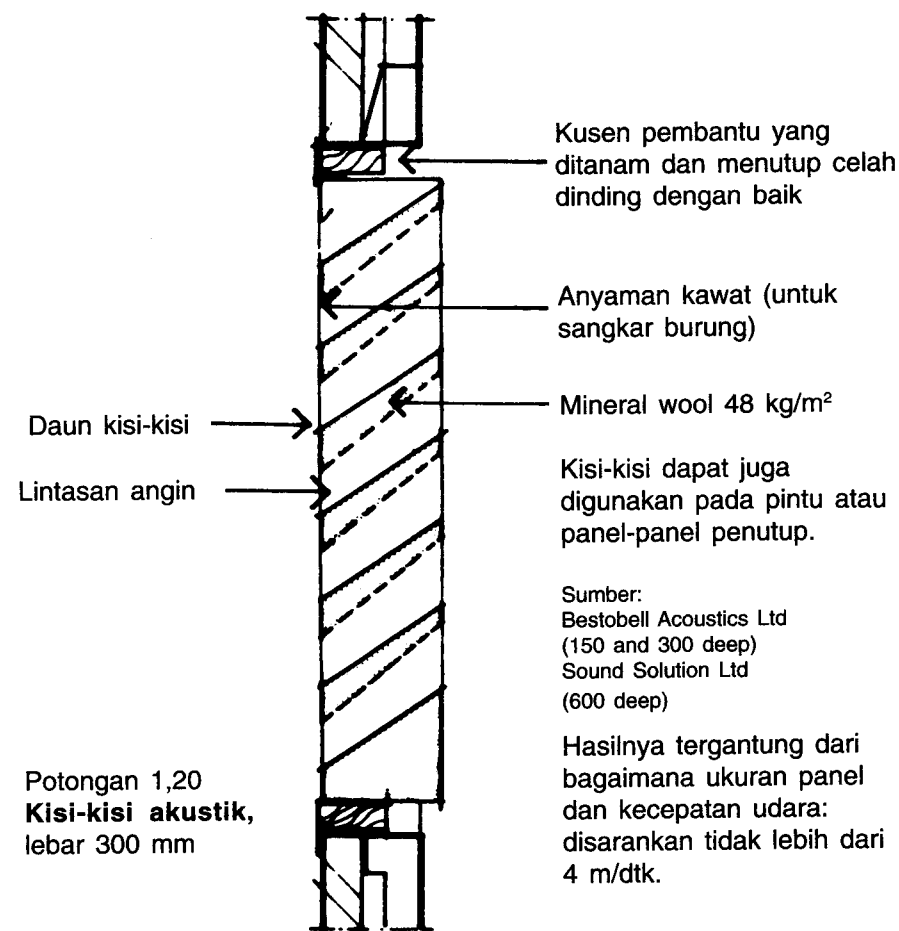 Kusen pembantu yang
ditanam dan menutup celah
dinding dengan baik
Anyaman kawat (untuk
sangkar burung)
Mineral wool 48 kg/m²
Daun kisi-kisi
Lintasan angin
Kisi-kisi dapat juga
digunakan pada pintu atau
panel-panel penutup.
Sumber:
Bestobell Acoustics Ltd
(150 and 300 deep)
Sound Solution Ltd
(600 deep)
Hasilnya tergantung dari
bagaimana ukuran panel
dan kecepatan udara:
disarankan tidak lebih dari
4 m/dtk.
Potongan 1,20
Kisi-kisi akustik,
lebar 300 mm